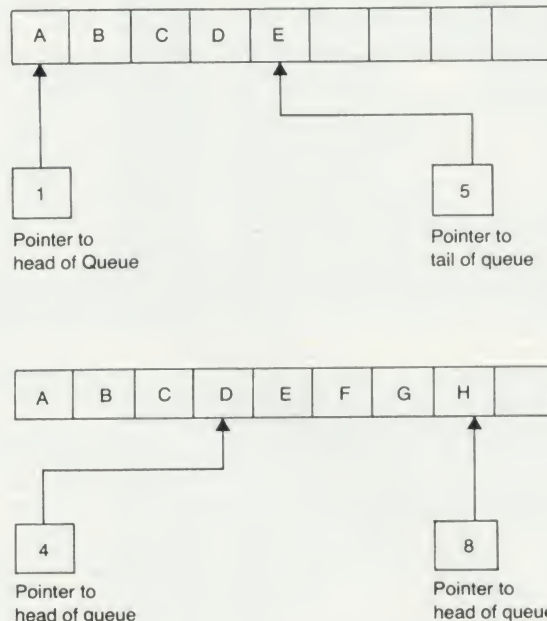 A B C D E
1 5
Pointer to head of Queue
Pointer to tail of queue
A B C D E F G H
4 8
Pointer to head of queue
Pointer to head of queue